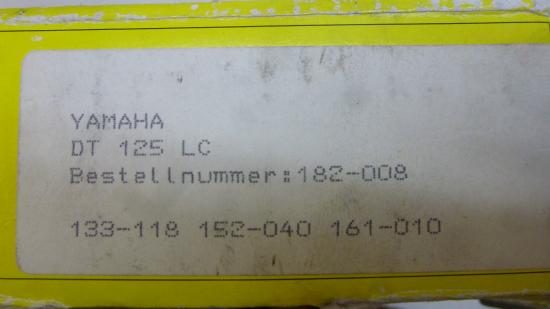 YAMAHA
DT 125 LC
Bestellnummer:182-008
133-118 152-040 161-010